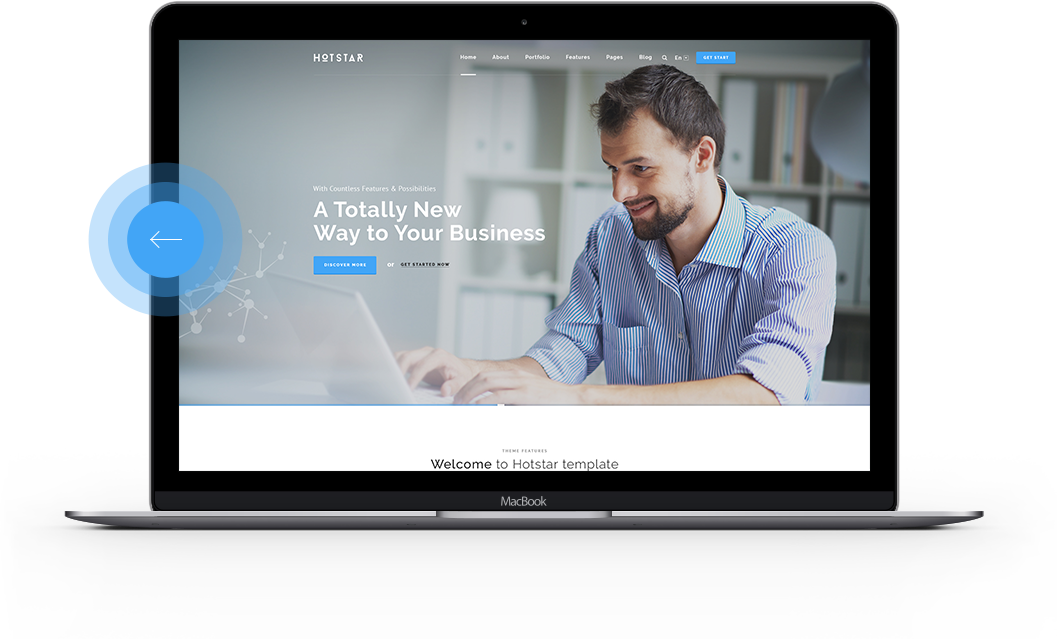 HOTSTAR
Home About Portfolio Features Pages Blog En GET START
With Countless Features & Possibilities
A Totally New
Way to Your Business
DISCOVER MORE or GET STARTED NOW
THEME FEATURES
Welcome to Hotstar template
MacBook